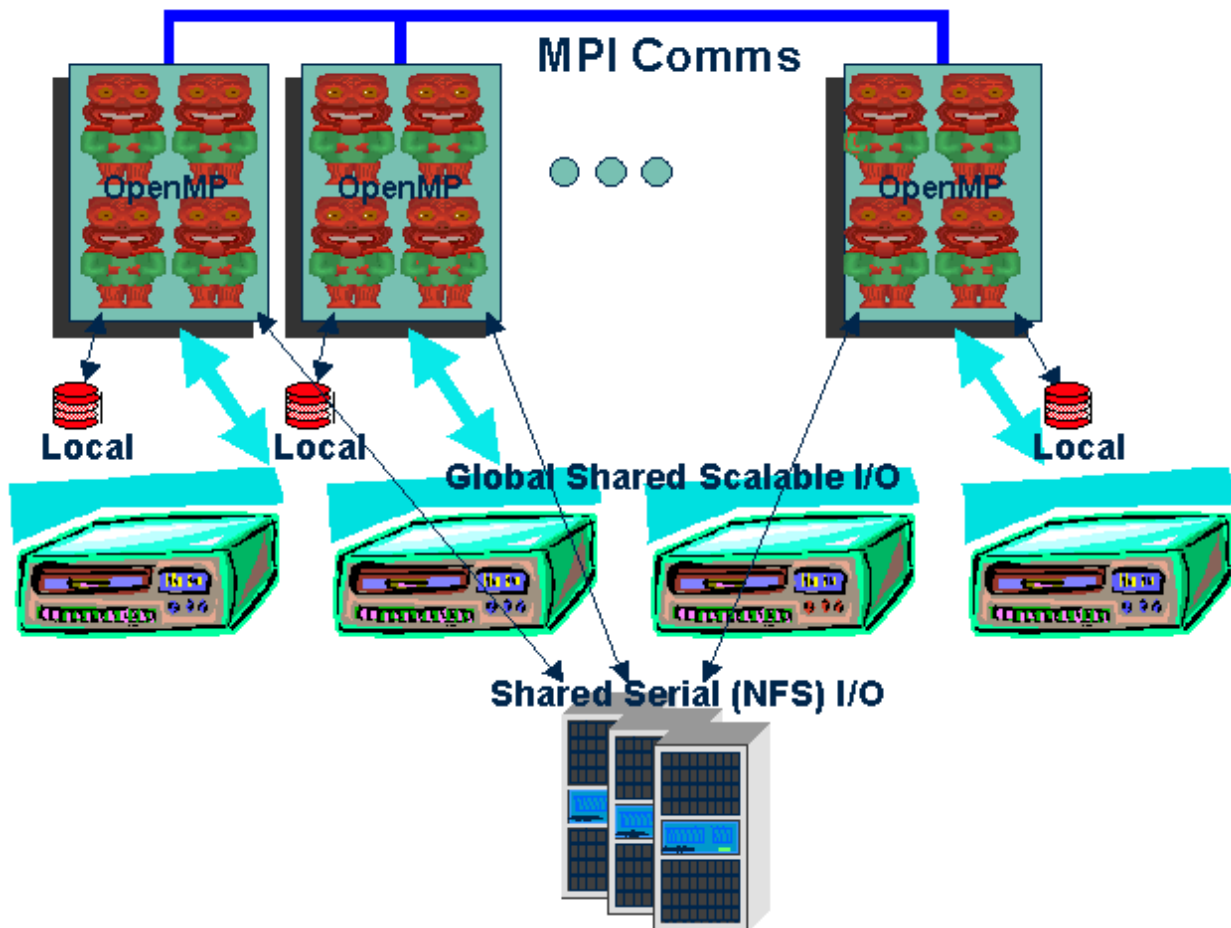 MPI Comms
OpenMP
OpenMP
OpenMP
Local
Local
Local
Global Shared Scalable I/O
Shared Serial (NFS) I/O